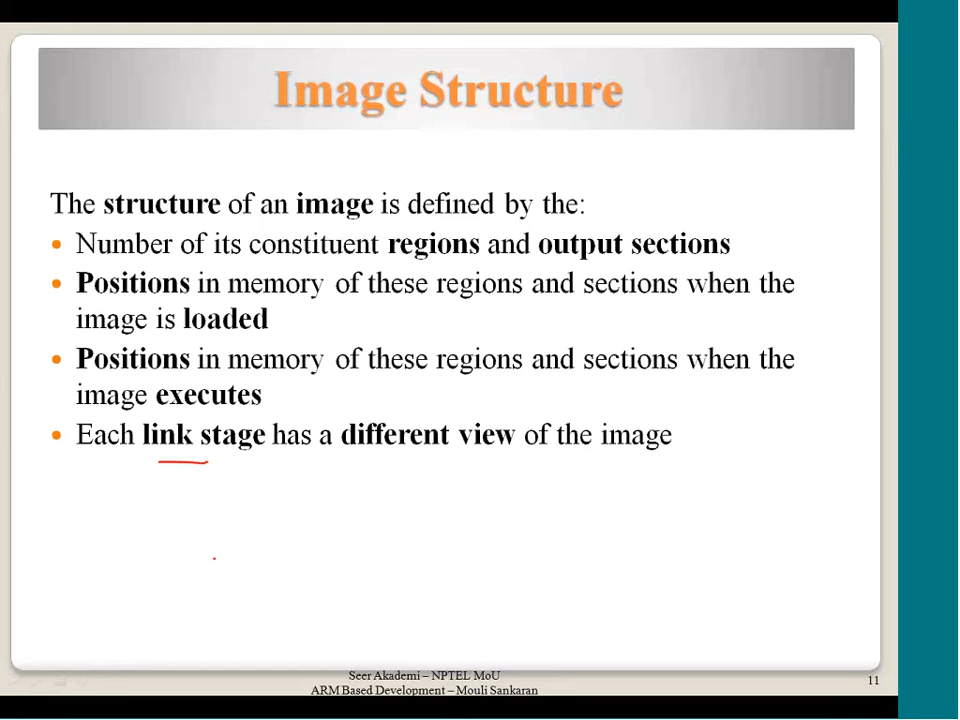 Image Structure
The structure of an image is defined by the:
• Number of its constituent regions and output sections
• Positions in memory of these regions and sections when the
image is loaded
• Positions in memory of these regions and sections when the
image executes
• Each link stage has a different view of the image
Seer Akademi – NPTEL MoU
ARM Based Development – Mouli Sankaran
11